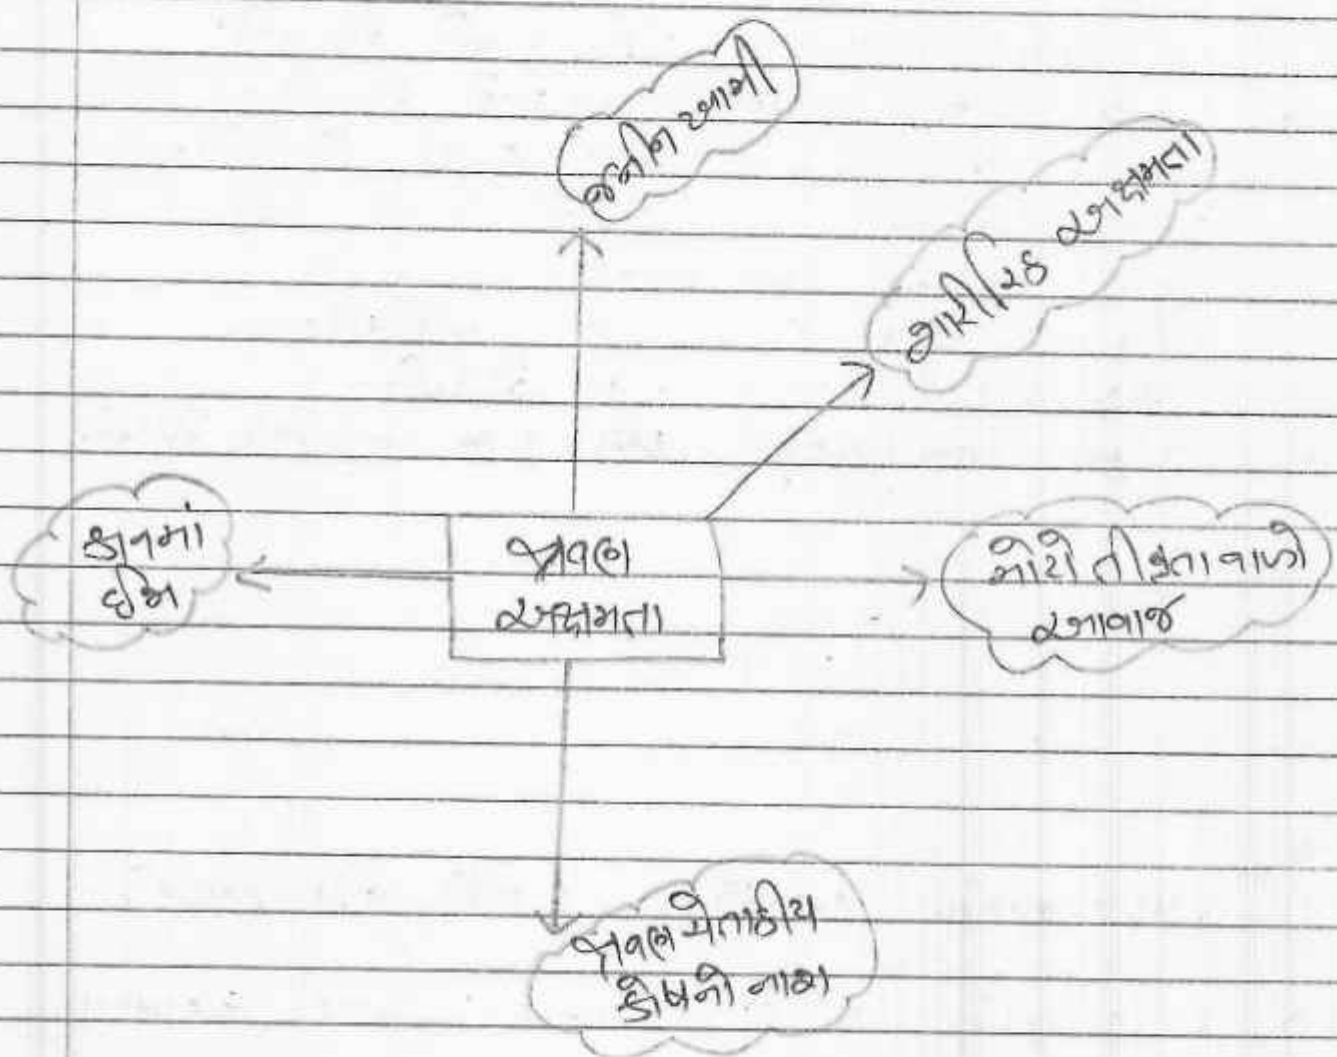 જનીન ખામી
શારીરિક અક્ષમતા
કાનમાં
ઈજા
શ્રવણ
અક્ષમતા
મોટો તીવ્રતા વાળો
અવાજ
શ્રવણ ચેતાકીય
કોષનો નાશ